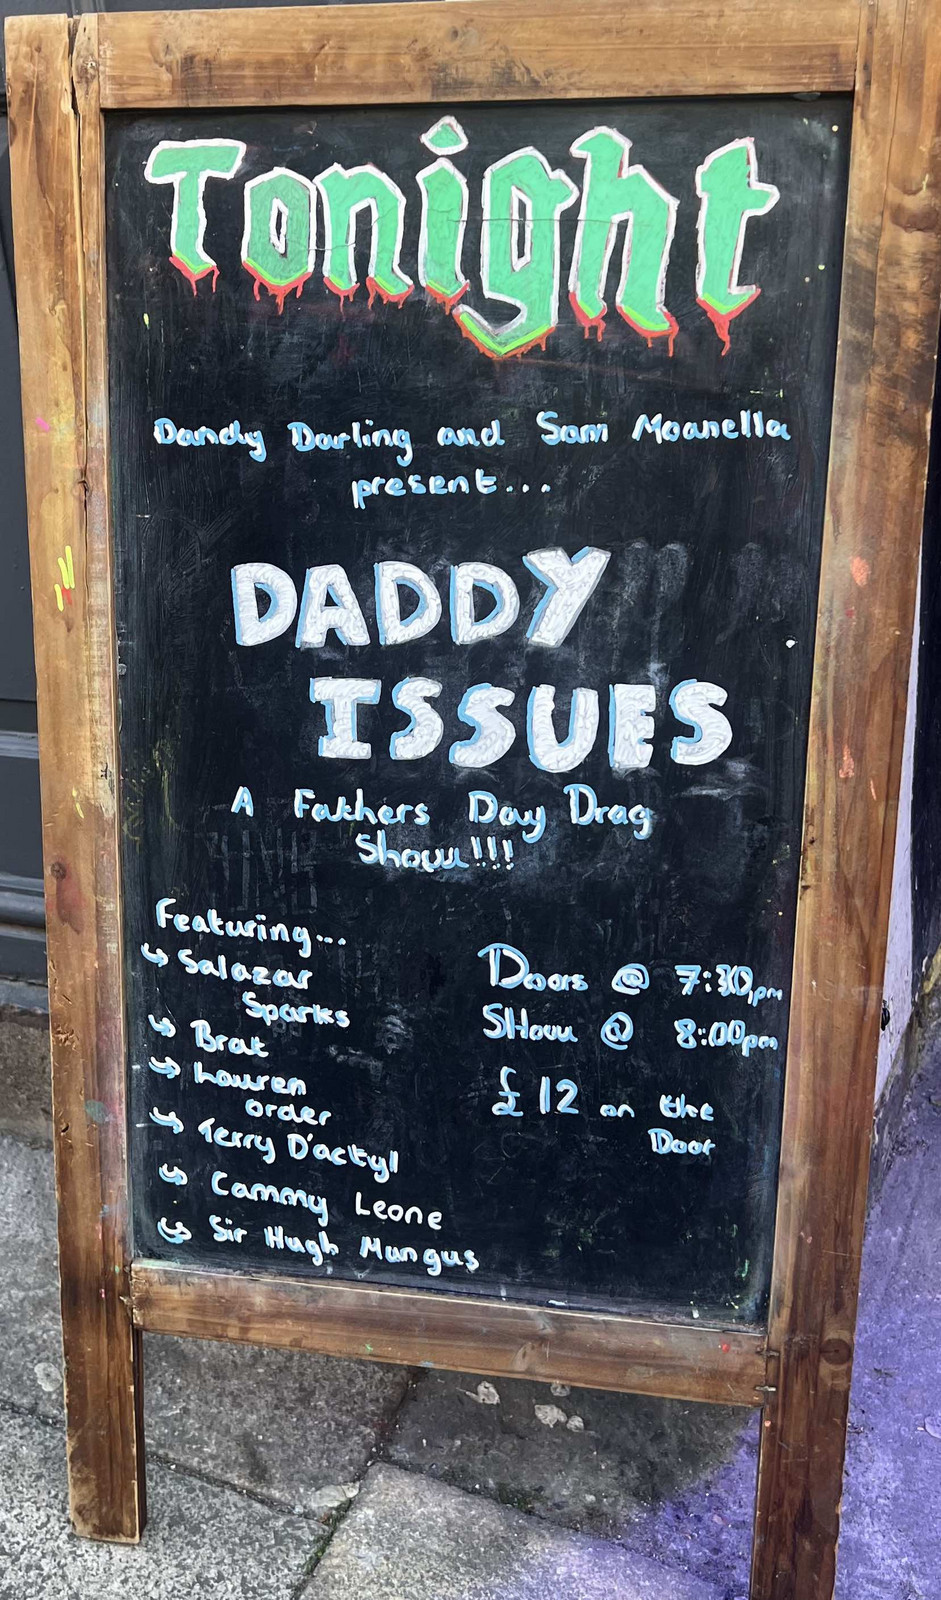 Tonight
Dandy Darling and Sam Moanella
present...
DADDY
ISSUES
A Fathers Day Drag
Show!!!
Featuring...
↳ Salazar
Sparks
↳ Brat
↳ Lauren
order
↳ Terry D'actyl
↳ Cammy Leone
↳ Sir Hugh Mungus
Doors @ 7:30pm
SHow @ 8:00pm
£12 on the
Door